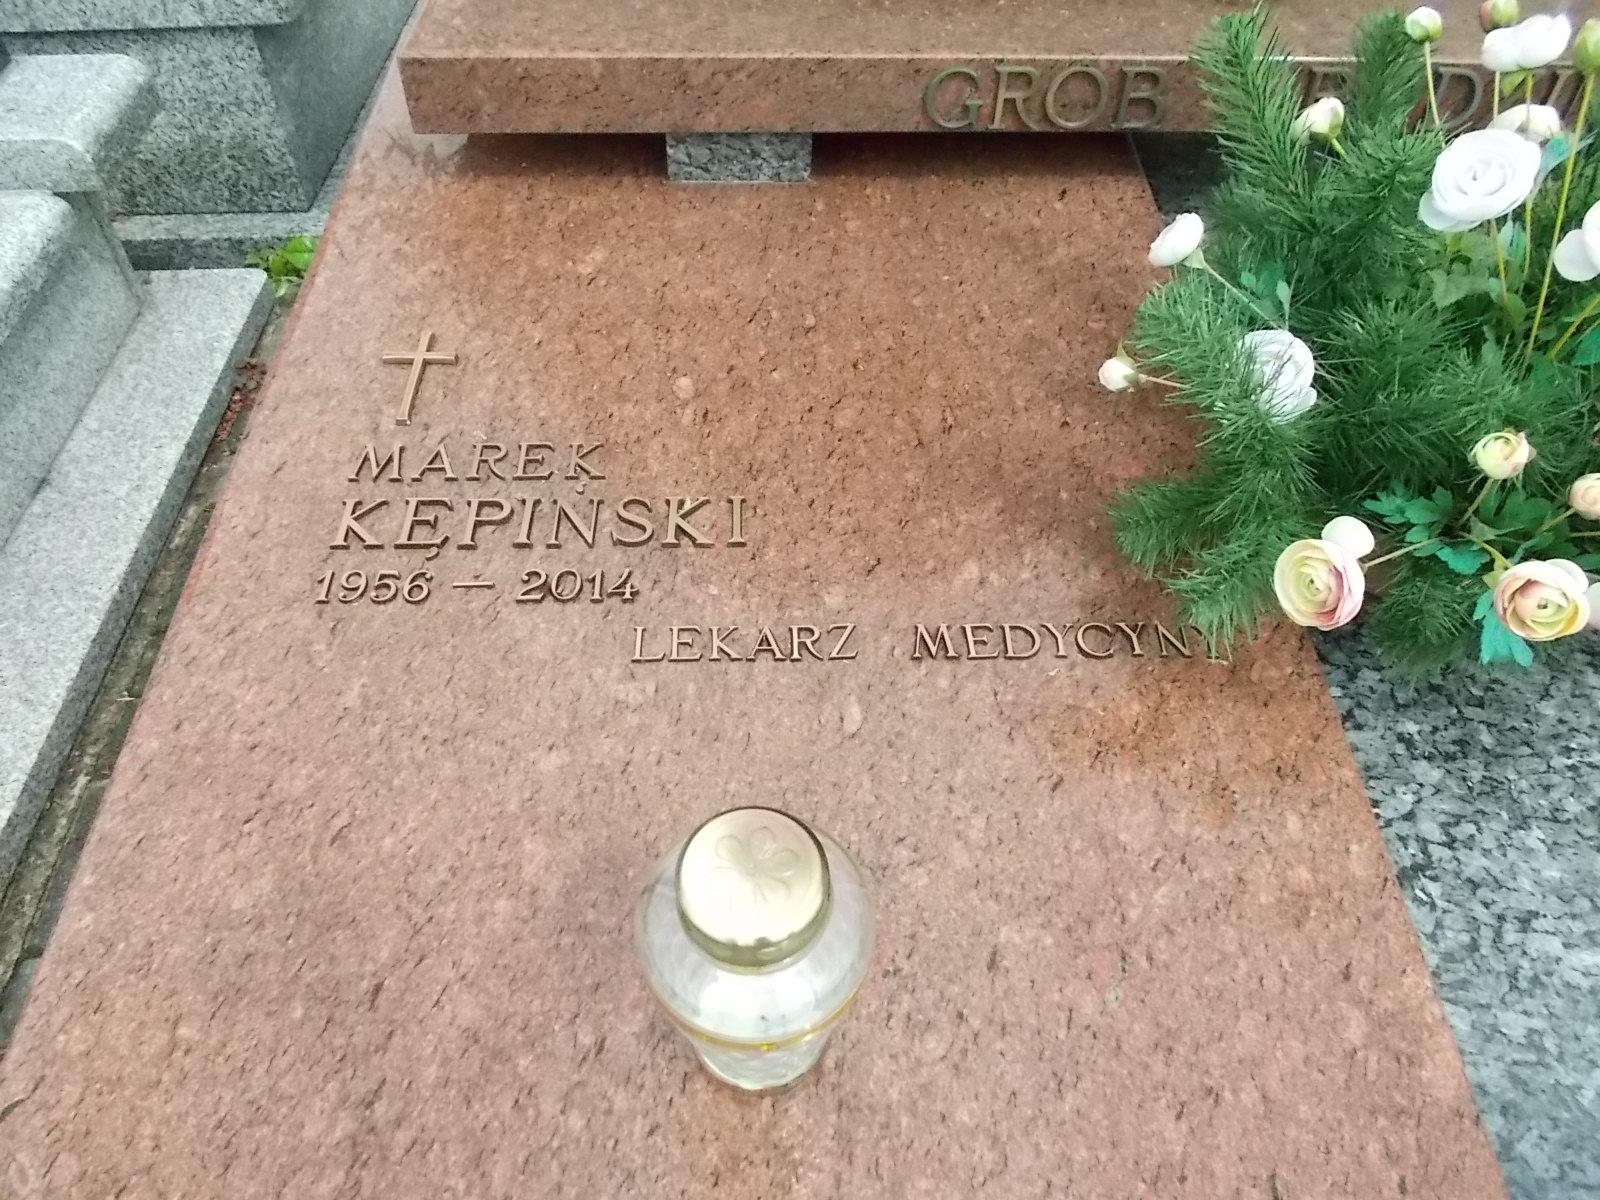 GRÓB
MAREK
KĘPIŃSKI
1956 – 2014
LEKARZ MEDYCYNY